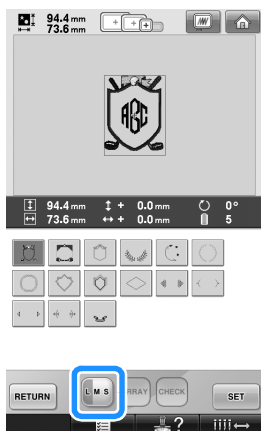 94.4 mm
73.6 mm
ABC
94.4 mm + 0.0 mm 0°
73.6 mm + 0.0 mm 5
RETURN L M S ARRAY CHECK SET
?